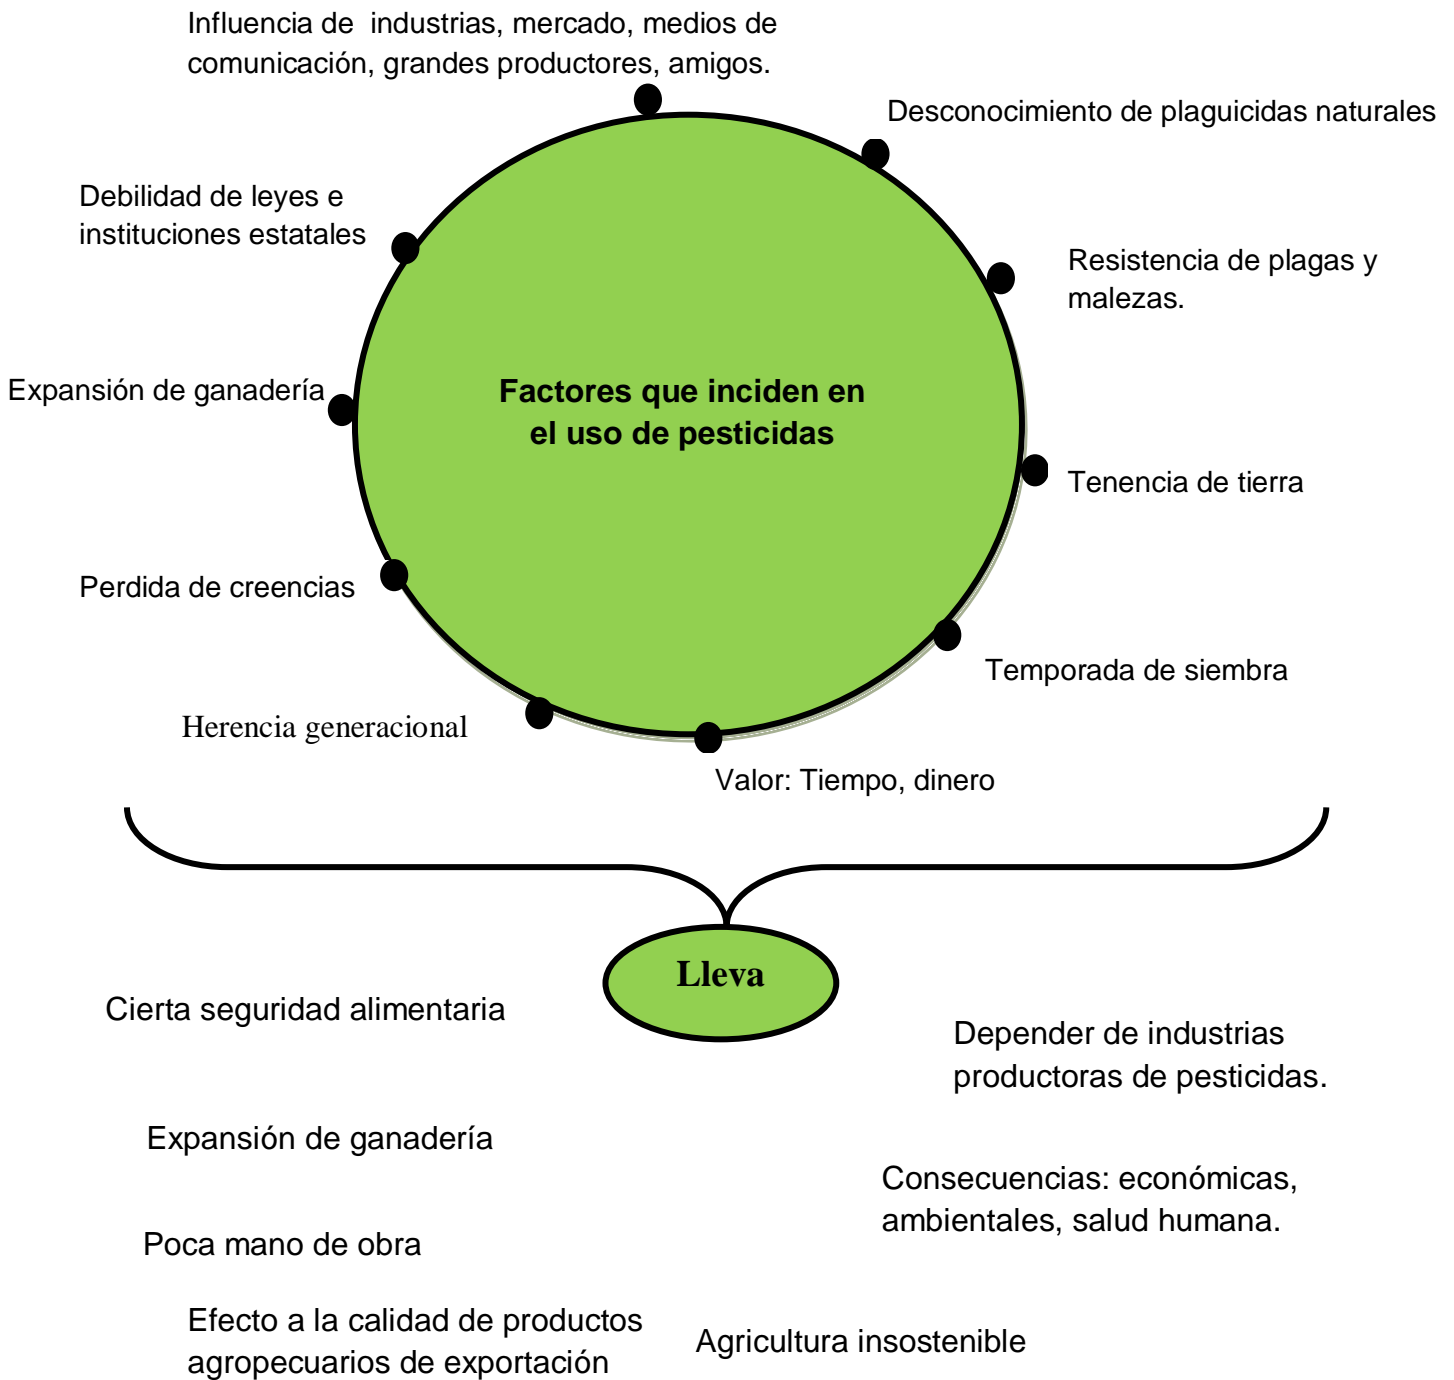 Influencia de  industrias, mercado, medios de
comunicación, grandes productores, amigos.
Desconocimiento de plaguicidas naturales
Debilidad de leyes e
instituciones estatales
Resistencia de plagas y
malezas.
Expansión de ganadería
Factores que inciden en
el uso de pesticidas
Tenencia de tierra
Perdida de creencias
Temporada de siembra
Herencia generacional
Valor: Tiempo, dinero
Lleva
Cierta seguridad alimentaria
Depender de industrias
productoras de pesticidas.
Expansión de ganadería
Consecuencias: económicas,
ambientales, salud humana.
Poca mano de obra
Efecto a la calidad de productos
agropecuarios de exportación
Agricultura insostenible